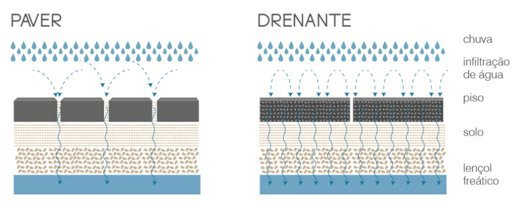 PAVER
DRENANTE
chuva
infiltração
de água
piso
solo
lençol
freático